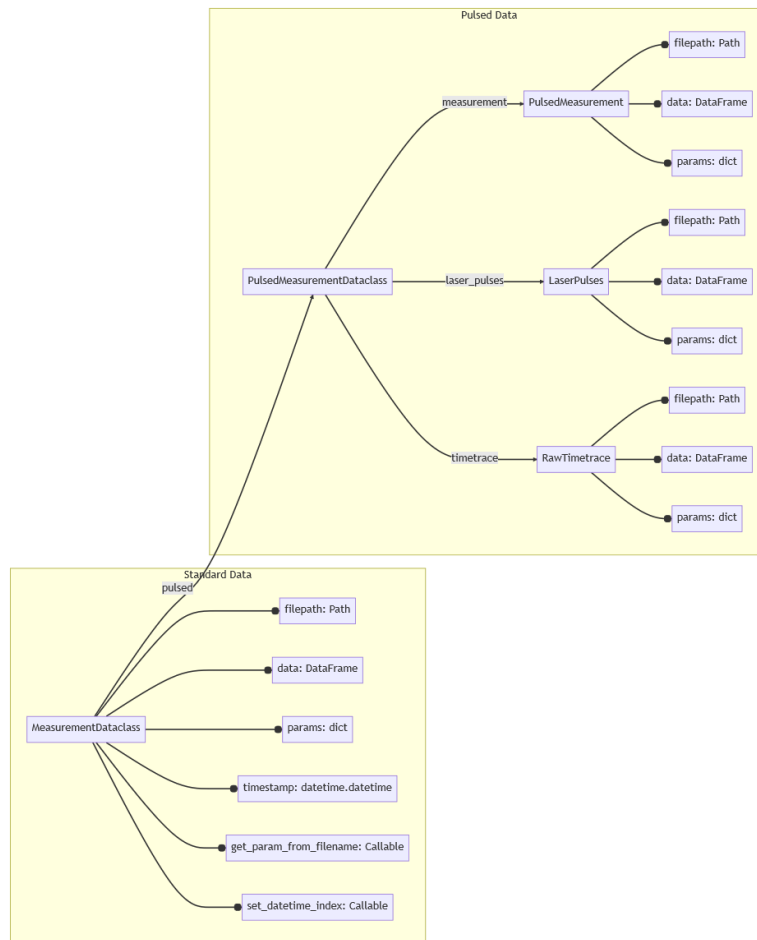 Pulsed Data
filepath: Path
measurement
PulsedMeasurement
data: DataFrame
params: dict
filepath: Path
PulsedMeasurementDataclass
laser_pulses
LaserPulses
data: DataFrame
params: dict
filepath: Path
timetrace
RawTimetrace
data: DataFrame
params: dict
Standard Data
pulsed
filepath: Path
data: DataFrame
MeasurementDataclass
params: dict
timestamp: datetime.datetime
get_param_from_filename: Callable
set_datetime_index: Callable